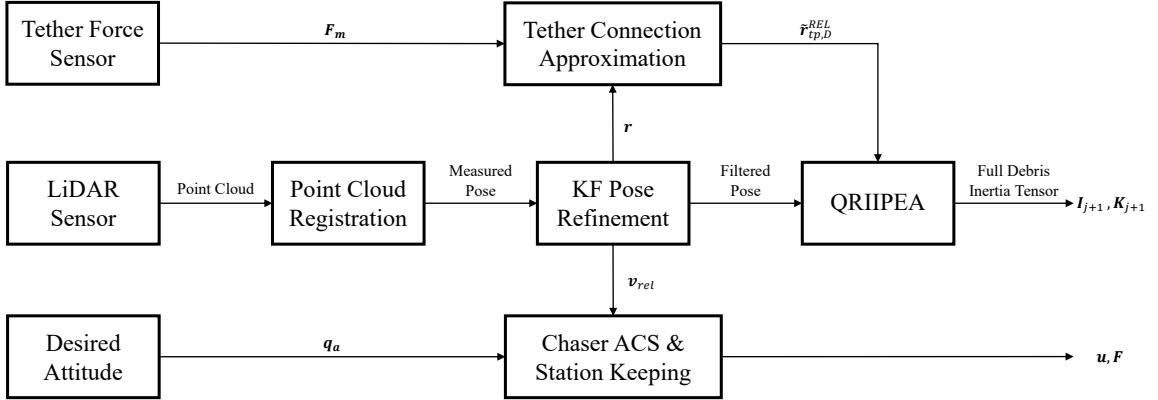 Tether Force
Sensor
F_m
Tether Connection
Approximation
r̃^{REL}_{tp,D}
r
LiDAR
Sensor
Point Cloud
Point Cloud
Registration
Measured
Pose
KF Pose
Refinement
Filtered
Pose
QRIIPEA
Full Debris
Inertia Tensor
I_{j+1}, K_{j+1}
v_{rel}
Desired
Attitude
q_a
Chaser ACS &
Station Keeping
u, F